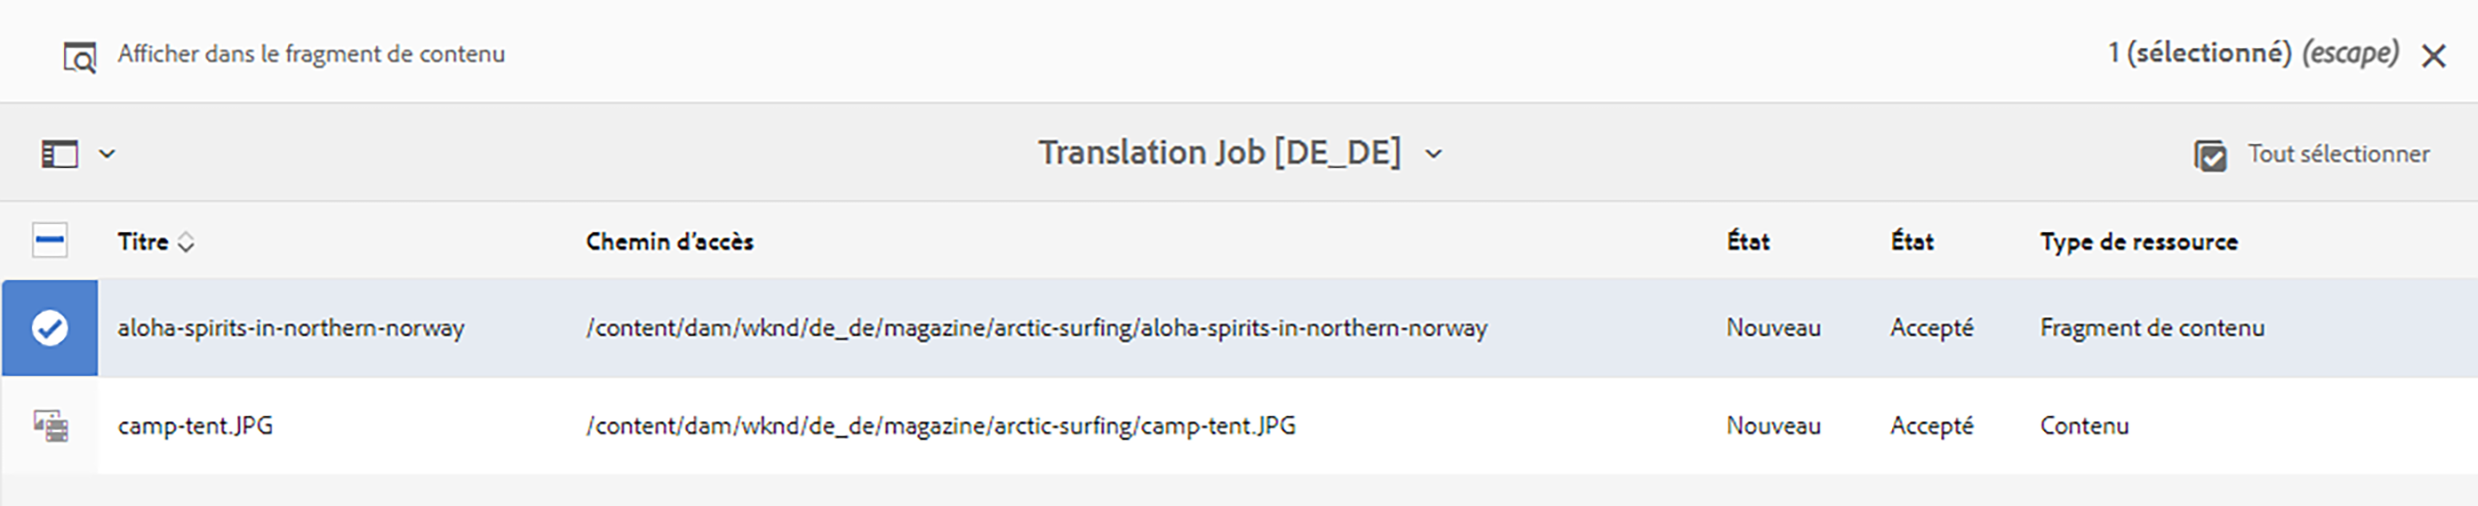 Afficher dans le fragment de contenu 1 (sélectionné) (escape)
Translation Job [DE_DE] Tout sélectionner
Titre Chemin d’accès État État Type de ressource
aloha-spirits-in-northern-norway /content/dam/wknd/de_de/magazine/arctic-surfing/aloha-spirits-in-northern-norway Nouveau Accepté Fragment de contenu
camp-tent.JPG /content/dam/wknd/de_de/magazine/arctic-surfing/camp-tent.JPG Nouveau Accepté Contenu